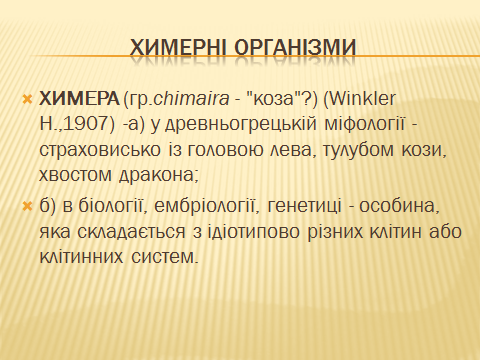 ХИМЕРНІ ОРГАНІЗМИ
ХИМЕРА (гр.chimaira - "коза"?) (Winkler
H.,1907) -а) у древньогрецькій міфології -
страховисько із головою лева, тулубом кози,
хвостом дракона;
б) в біології, ембріології, генетиці - особина,
яка складається з ідіотипово різних клітин або
клітинних систем.